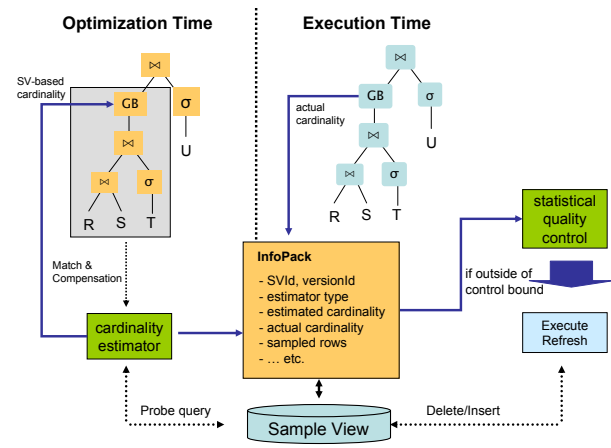 Optimization Time
Execution Time
SV-based
cardinality
⋈
GB
σ
U
⋈
⋈
σ
R
S
T
actual
cardinality
⋈
GB
σ
U
⋈
⋈
σ
R
S
T
Match &
Compensation
cardinality
estimator
InfoPack
- SVId, versionId
- estimator type
- estimated cardinality
- actual cardinality
- sampled rows
- ... etc.
statistical
quality
control
if outside of
control bound
Execute
Refresh
Probe query
Sample View
Delete/Insert